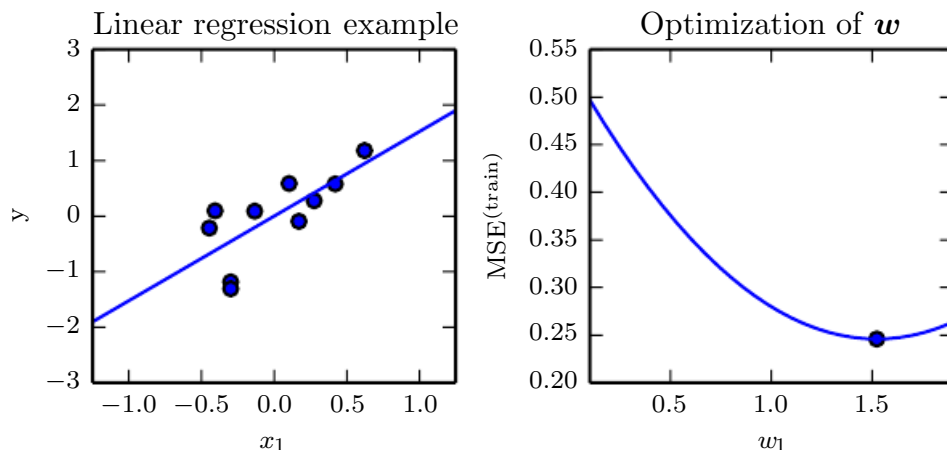 Linear regression example
3
2
1
0
−1
−2
−3
y
−1.0 −0.5 0.0 0.5 1.0
x1
Optimization of w
0.55
0.50
0.45
0.40
0.35
0.30
0.25
0.20
MSE(train)
0.5 1.0 1.5
w1